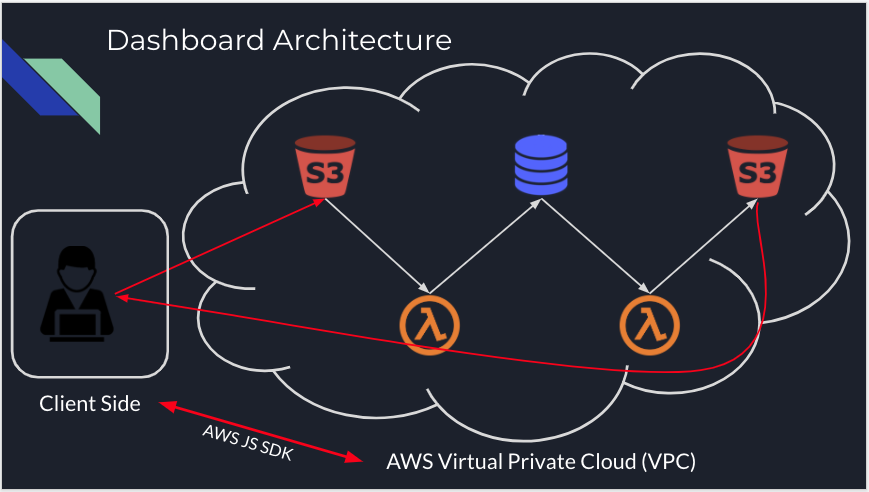 Dashboard Architecture
S3
S3
λ
λ
Client Side
AWS JS SDK
AWS Virtual Private Cloud (VPC)